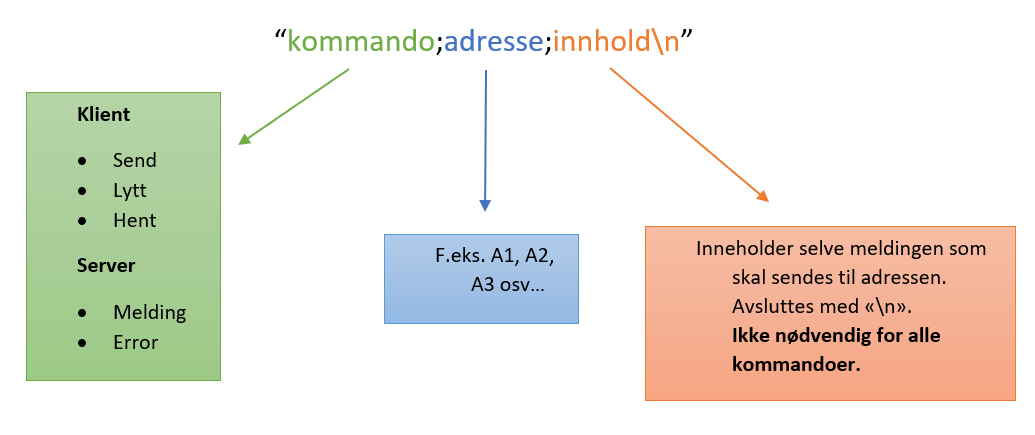 “kommando;adresse;innhold\n”
Klient
• Send
• Lytt
• Hent
Server
• Melding
• Error
F.eks. A1, A2,
A3 osv...
Inneholder selve meldingen som
skal sendes til adressen.
Avsluttes med «\n».
Ikke nødvendig for alle
kommandoer.